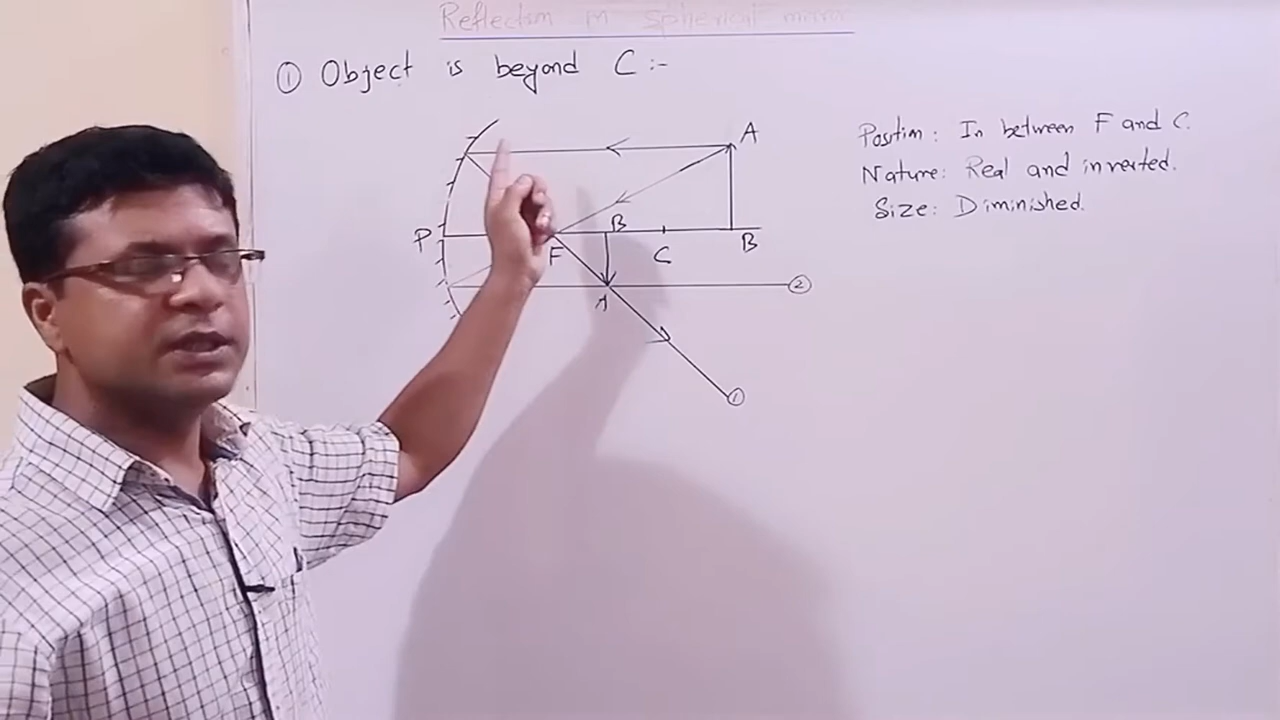 Reflection in spherical mirror
① Object is beyond C :-
A
Position : In between F and C.
Nature: Real and inverted.
Size: Diminished.
P
F
B
C
B
A
②
①